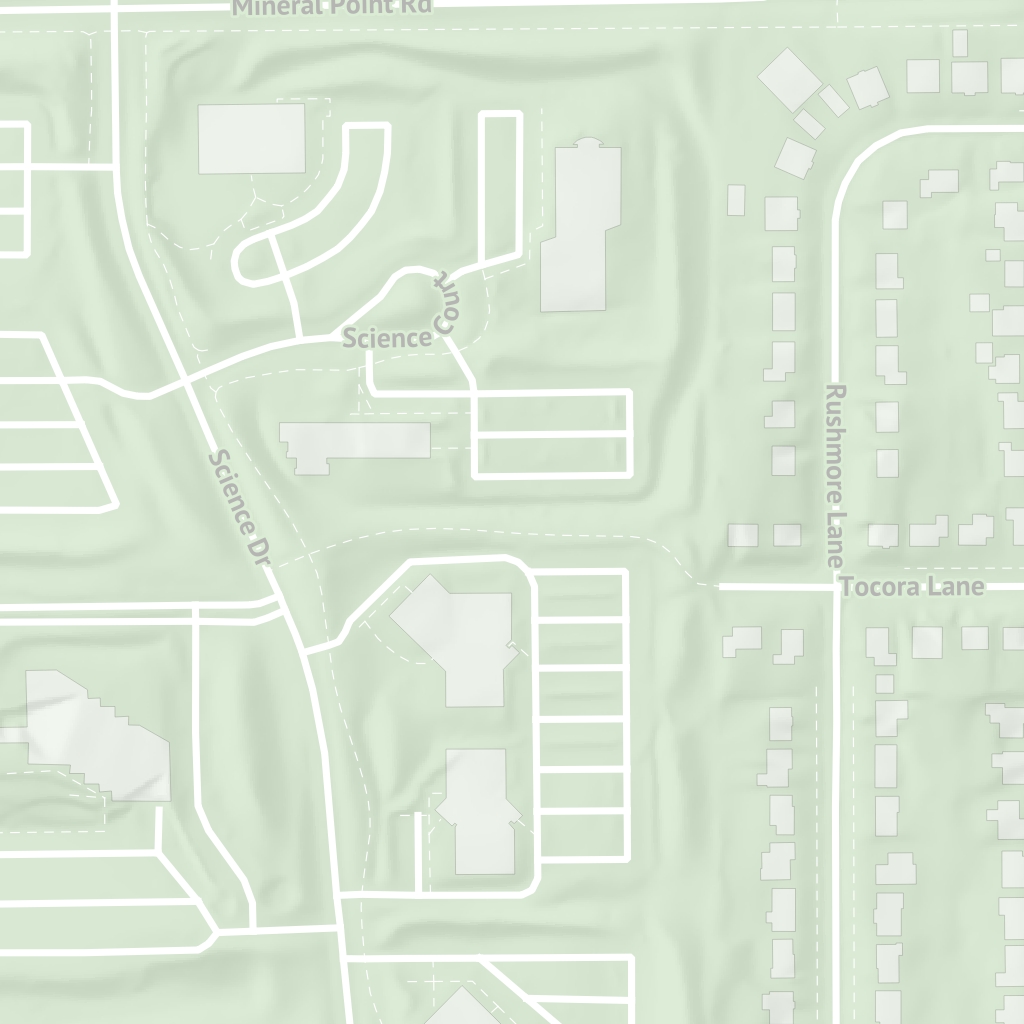 Mineral Point Rd
Science Court
Science Dr
Rushmore Lane
Tocora Lane